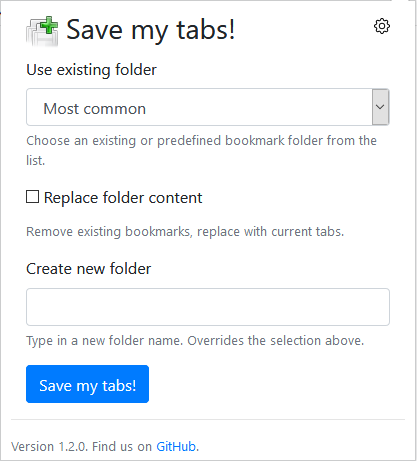 Save my tabs!
Use existing folder
Most common
Choose an existing or predefined bookmark folder from the
list.
Replace folder content
Remove existing bookmarks, replace with current tabs.
Create new folder
Type in a new folder name. Overrides the selection above.
Save my tabs!
Version 1.2.0. Find us on GitHub.